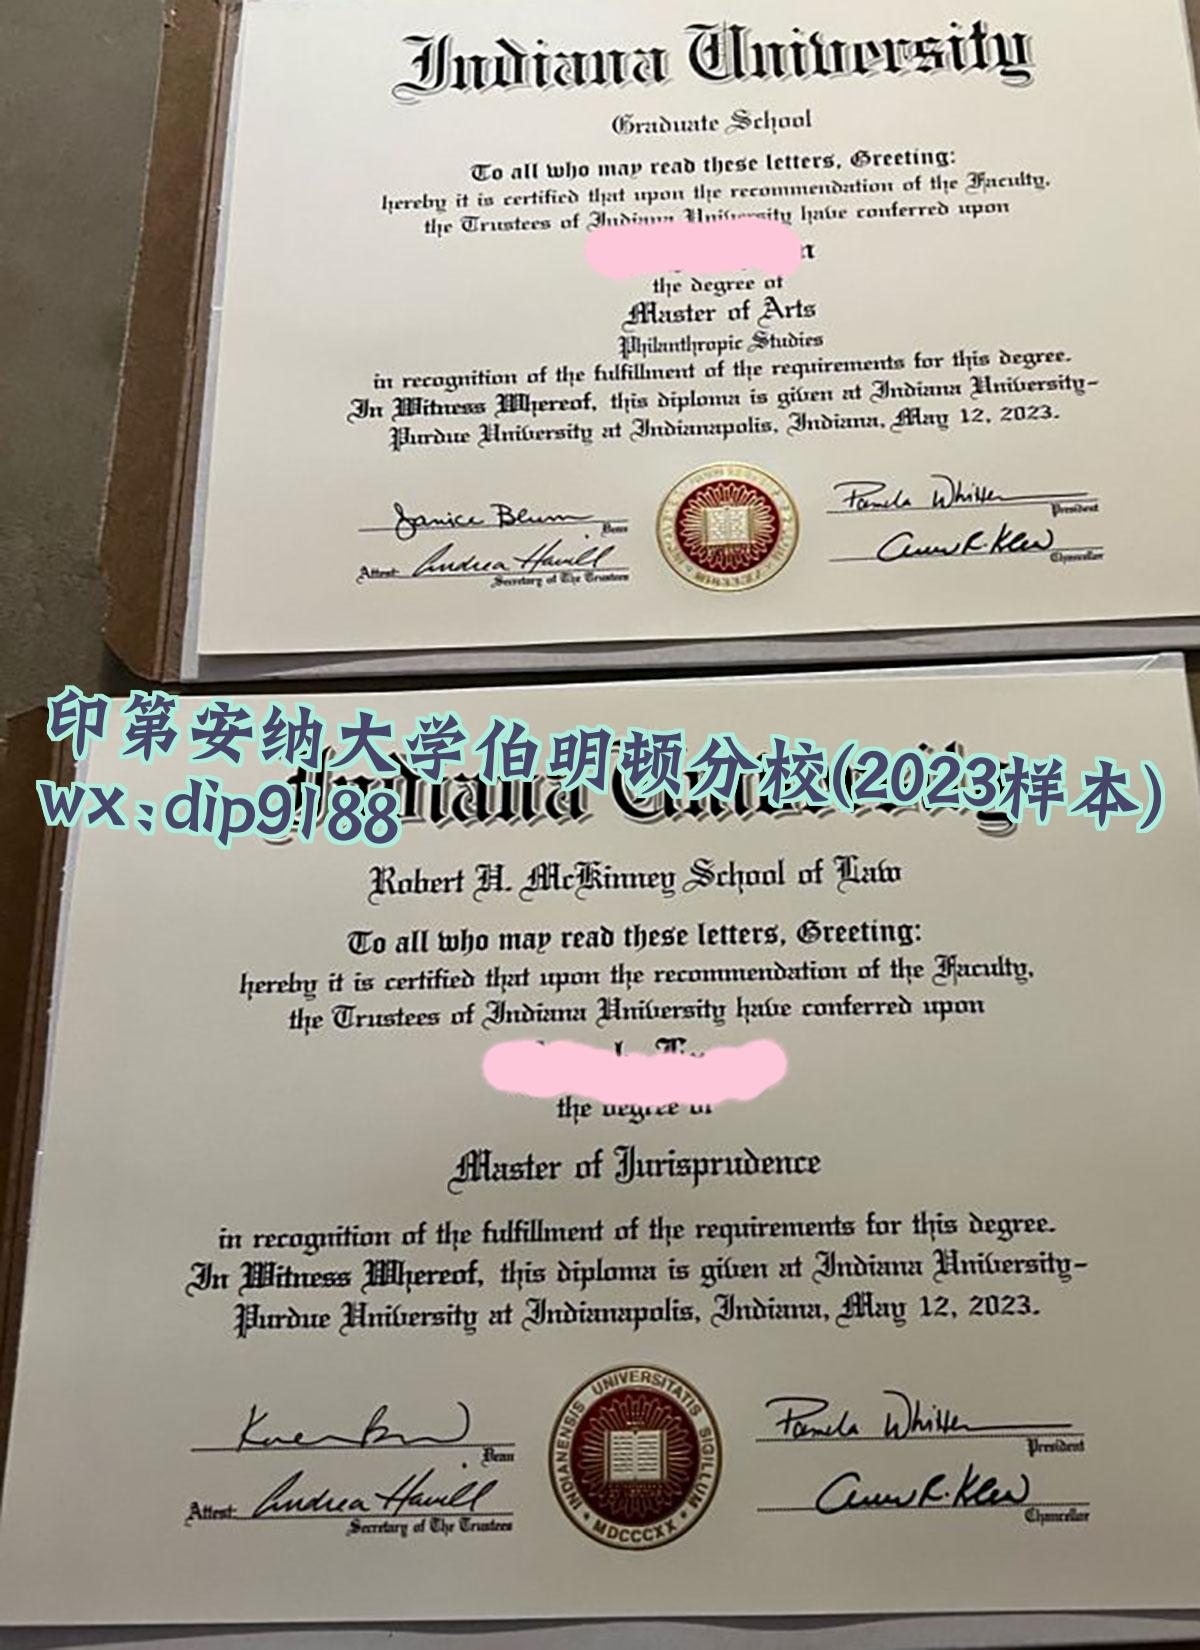 Indiana University
Graduate School
To all who may read these letters, Greeting:
hereby it is certified that upon the recommendation of the Faculty,
the Trustees of Indiana University have conferred upon
the degree of
Master of Arts
Philanthropic Studies
in recognition of the fulfillment of the requirements for this degree.
In Witness Whereof, this diploma is given at Indiana University-
Purdue University at Indianapolis, Indiana, May 12, 2023.
Janice Blum
Dean
Pamela Whitten
President
Attest: Andrea Havill
Secretary of The Trustees
Chancellor
印第安纳大学伯明顿分校(2023样本)
wx:dip9188
Indiana University
Robert H. McKinney School of Law
To all who may read these letters, Greeting:
hereby it is certified that upon the recommendation of the Faculty,
the Trustees of Indiana University have conferred upon
the degree of
Master of Jurisprudence
in recognition of the fulfillment of the requirements for this degree.
In Witness Whereof, this diploma is given at Indiana University-
Purdue University at Indianapolis, Indiana, May 12, 2023.
Dean
Pamela Whitten
President
Attest: Andrea Havill
Secretary of The Trustees
Chancellor
INDIANENSIS UNIVERSITATIS SIGILLUM
MDCCCXX